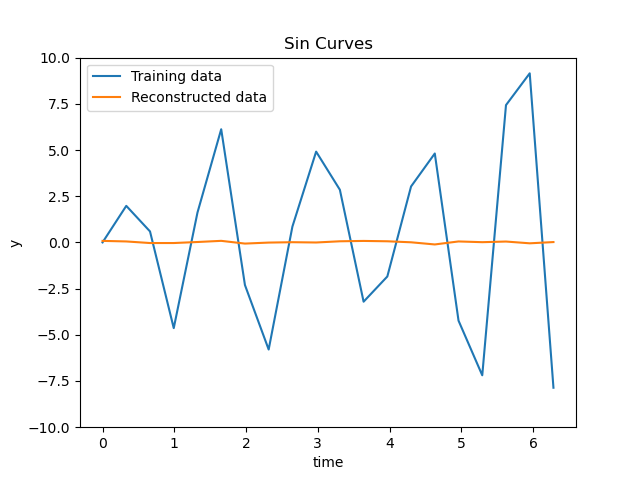 Sin Curves
Training data
Reconstructed data
10.0
7.5
5.0
2.5
0.0
−2.5
−5.0
−7.5
−10.0
y
0 1 2 3 4 5 6
time